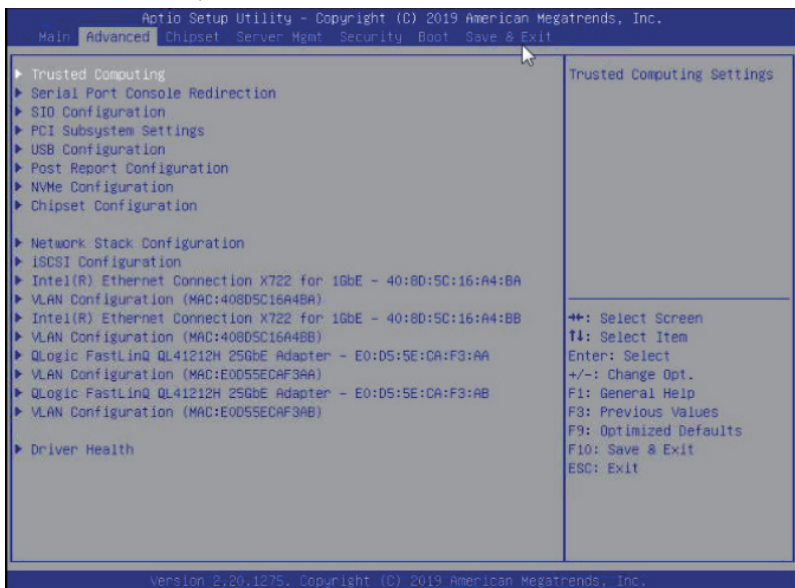 Aptio Setup Utility - Copyright (C) 2019 American Megatrends, Inc.
Main Advanced Chipset Server Mgmt Security Boot Save & Exit
Trusted Computing
Serial Port Console Redirection
SIO Configuration
PCI Subsystem Settings
USB Configuration
Post Report Configuration
NVMe Configuration
Chipset Configuration
Network Stack Configuration
iSCSI Configuration
Intel(R) Ethernet Connection X722 for 1GbE - 40:8D:5C:16:A4:BA
VLAN Configuration (MAC:408D5C16A4BA)
Intel(R) Ethernet Connection X722 for 1GbE - 40:8D:5C:16:A4:BB
VLAN Configuration (MAC:408D5C16A4BB)
QLogic FastLinQ QL41212H 25GbE Adapter - E0:D5:5E:CA:F3:AA
VLAN Configuration (MAC:E0D55ECAF3AA)
QLogic FastLinQ QL41212H 25GbE Adapter - E0:D5:5E:CA:F3:AB
VLAN Configuration (MAC:E0D55ECAF3AB)
Driver Health
Trusted Computing Settings
→←: Select Screen
↑↓: Select Item
Enter: Select
+/-: Change Opt.
F1: General Help
F3: Previous Values
F9: Optimized Defaults
F10: Save & Exit
ESC: Exit
Version 2.20.1275. Copyright (C) 2019 American Megatrends, Inc.